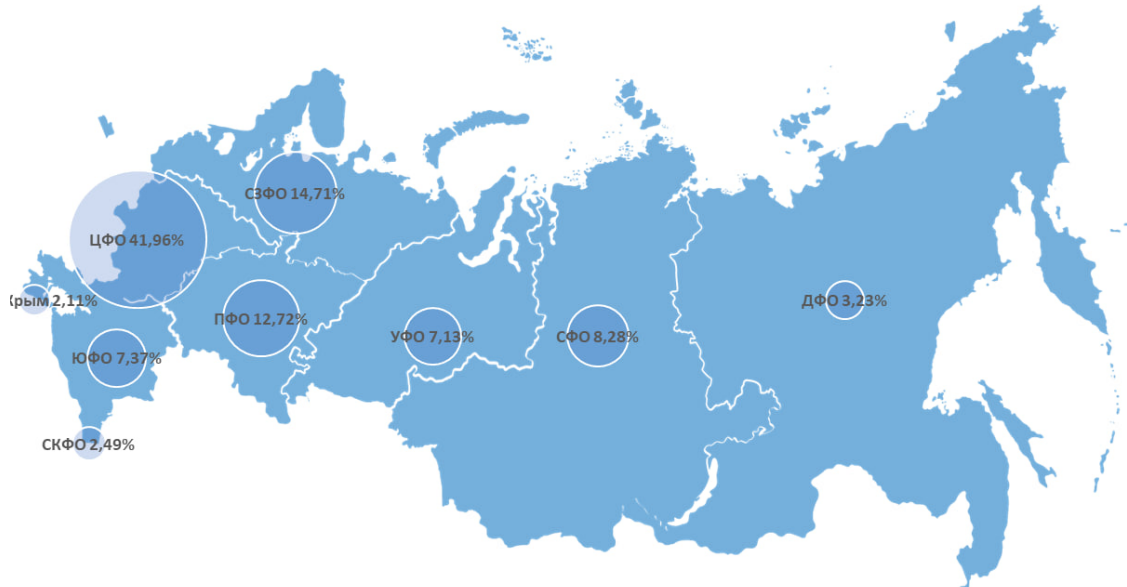 СЗФО 14,71%
ЦФО 41,96%
Крым 2,11%
ДФО 3,23%
ПФО 12,72%
УФО 7,13%
СФО 8,28%
ЮФО 7,37%
СКФО 2,49%